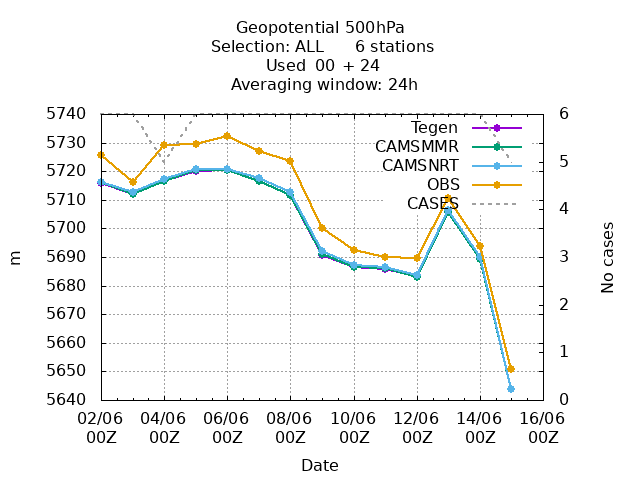 Geopotential 500hPa
Selection: ALL      6 stations
Used  00  + 24
Averaging window: 24h
5740
5730
5720
5710
5700
5690
5680
5670
5660
5650
5640
m
Tegen
CAMSMMR
CAMSNRT
OBS
CASES
6
5
4
3
2
1
0
No cases
02/06 04/06 06/06 08/06 10/06 12/06 14/06 16/06
00Z 00Z 00Z 00Z 00Z 00Z 00Z 00Z
Date